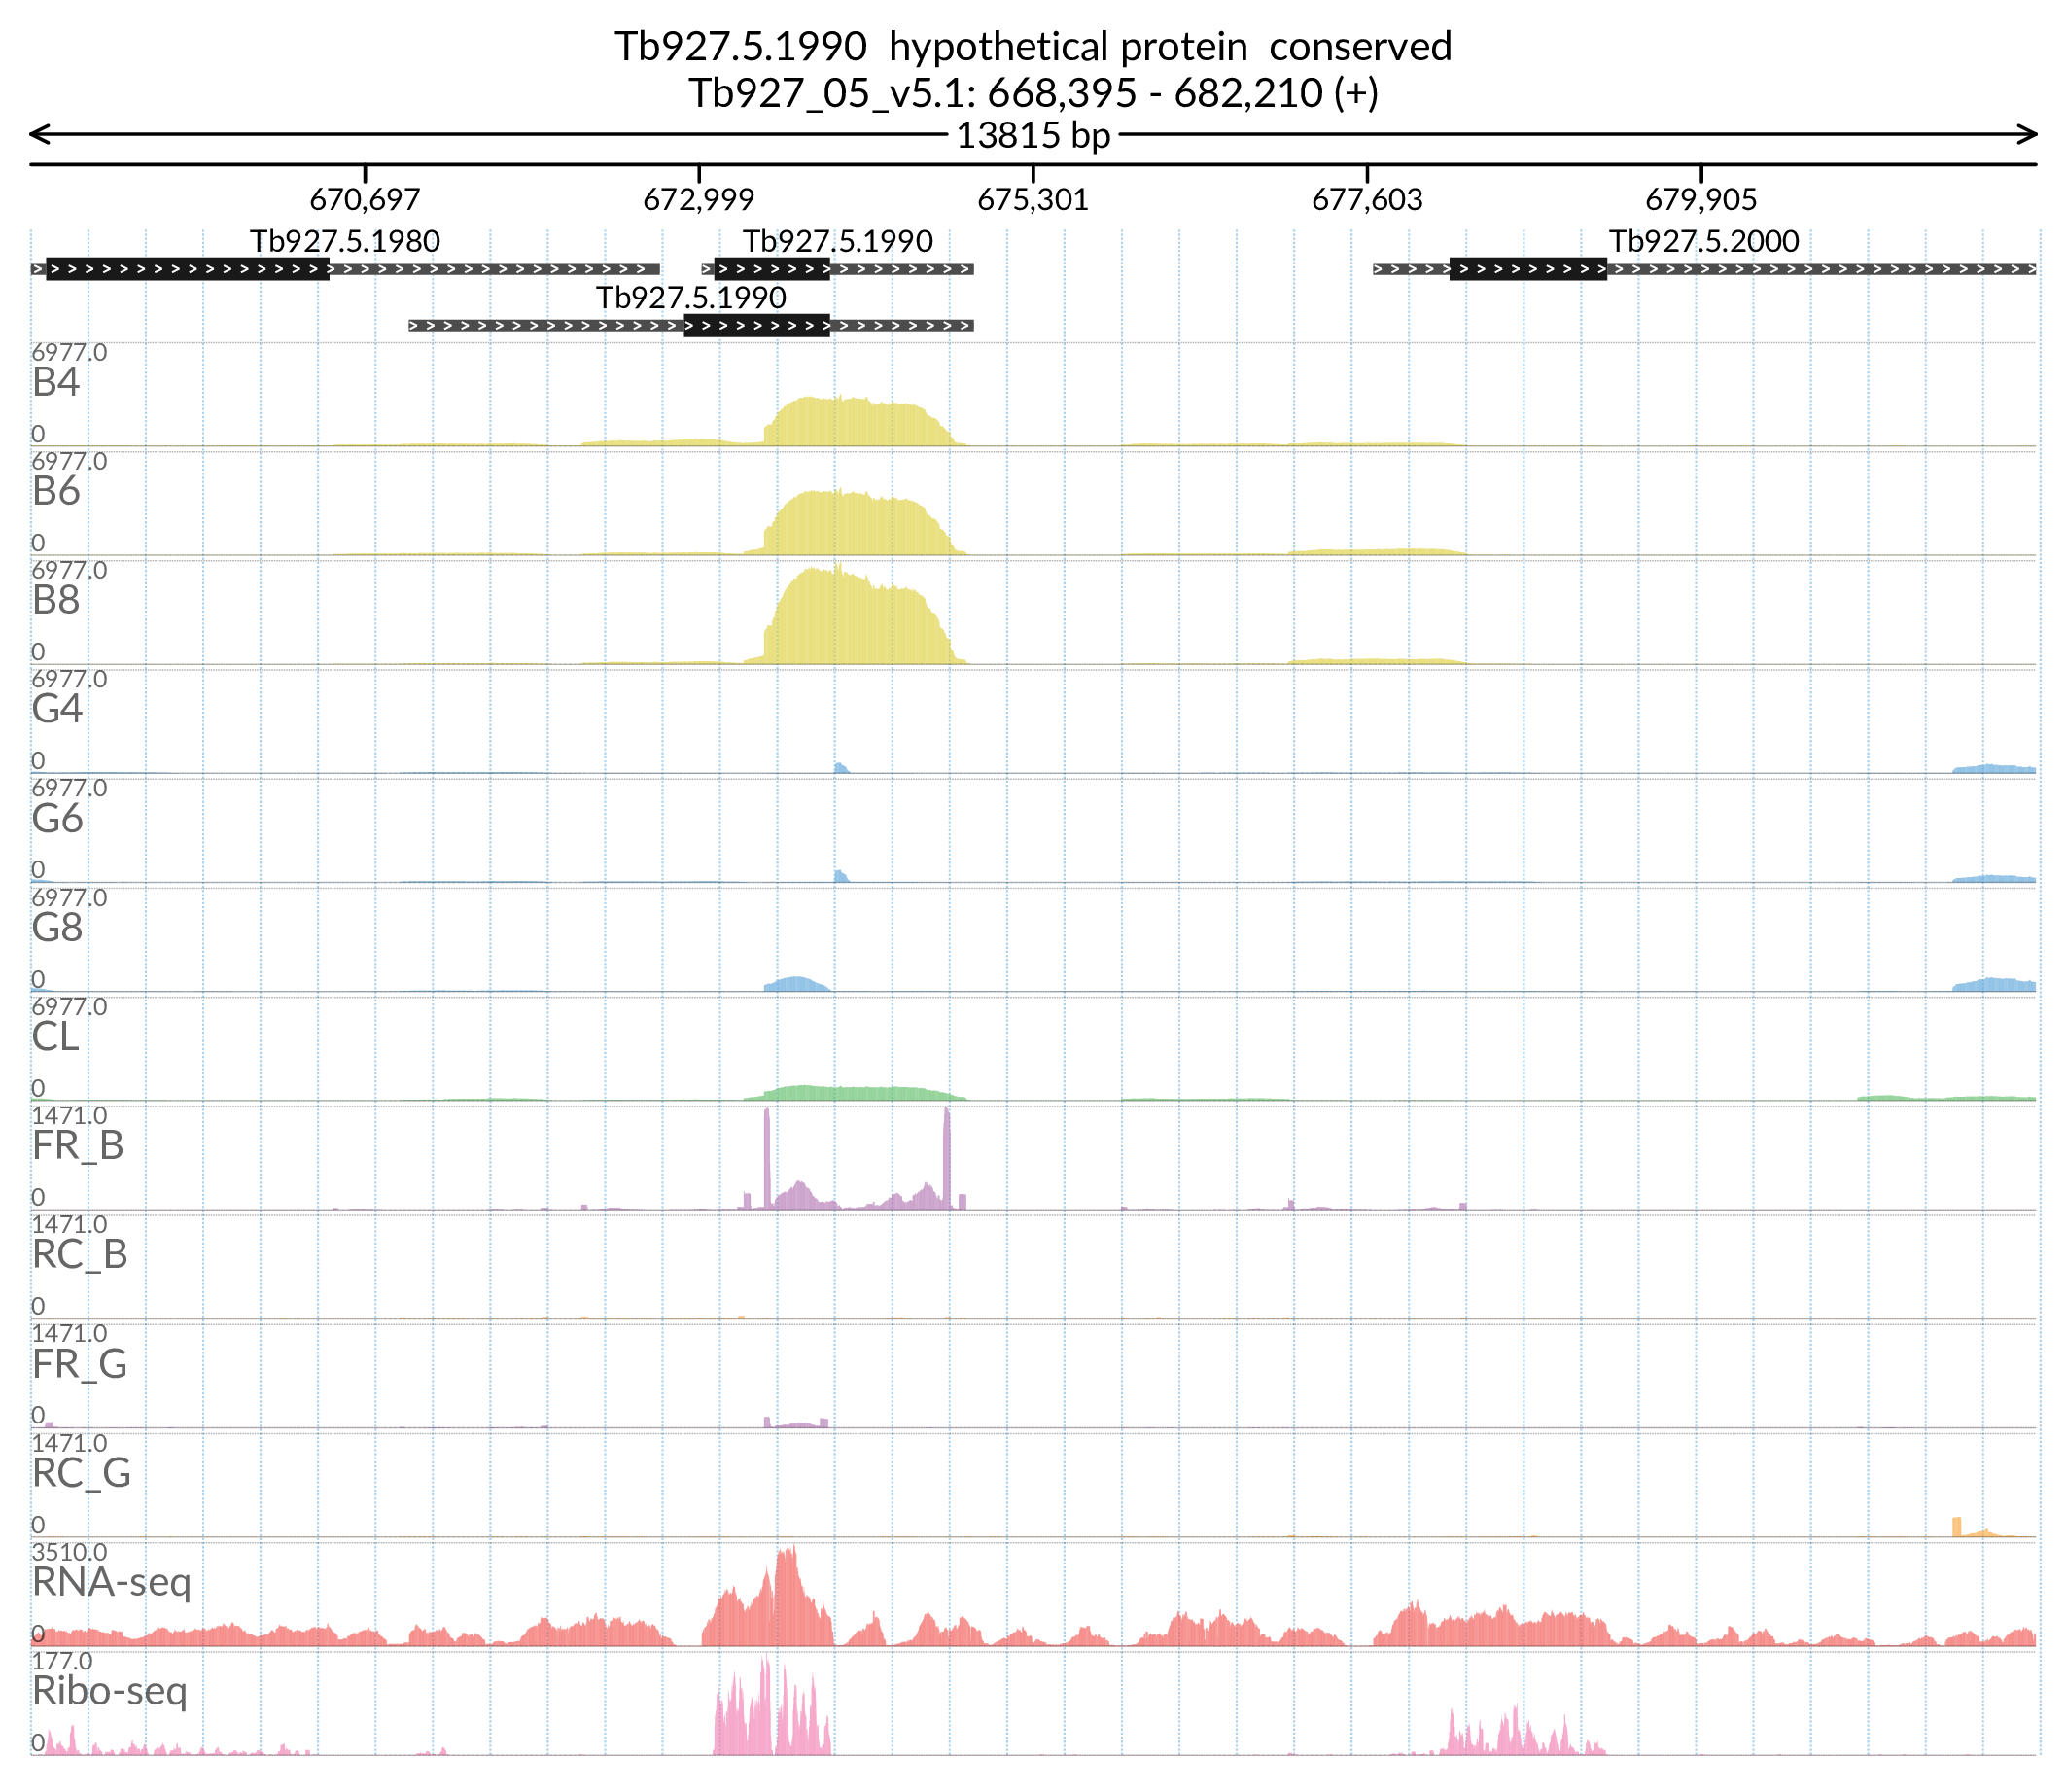 Tb927.5.1990  hypothetical protein  conserved
Tb927_05_v5.1: 668,395 - 682,210 (+)
13815 bp
670,697 672,999 675,301 677,603 679,905
Tb927.5.1980 Tb927.5.1990 Tb927.5.2000
Tb927.5.1990
6977.0
B4
0
6977.0
B6
0
6977.0
B8
0
6977.0
G4
0
6977.0
G6
0
6977.0
G8
0
6977.0
CL
0
1471.0
FR_B
0
1471.0
RC_B
0
1471.0
FR_G
0
1471.0
RC_G
0
3510.0
RNA-seq
0
177.0
Ribo-seq
0